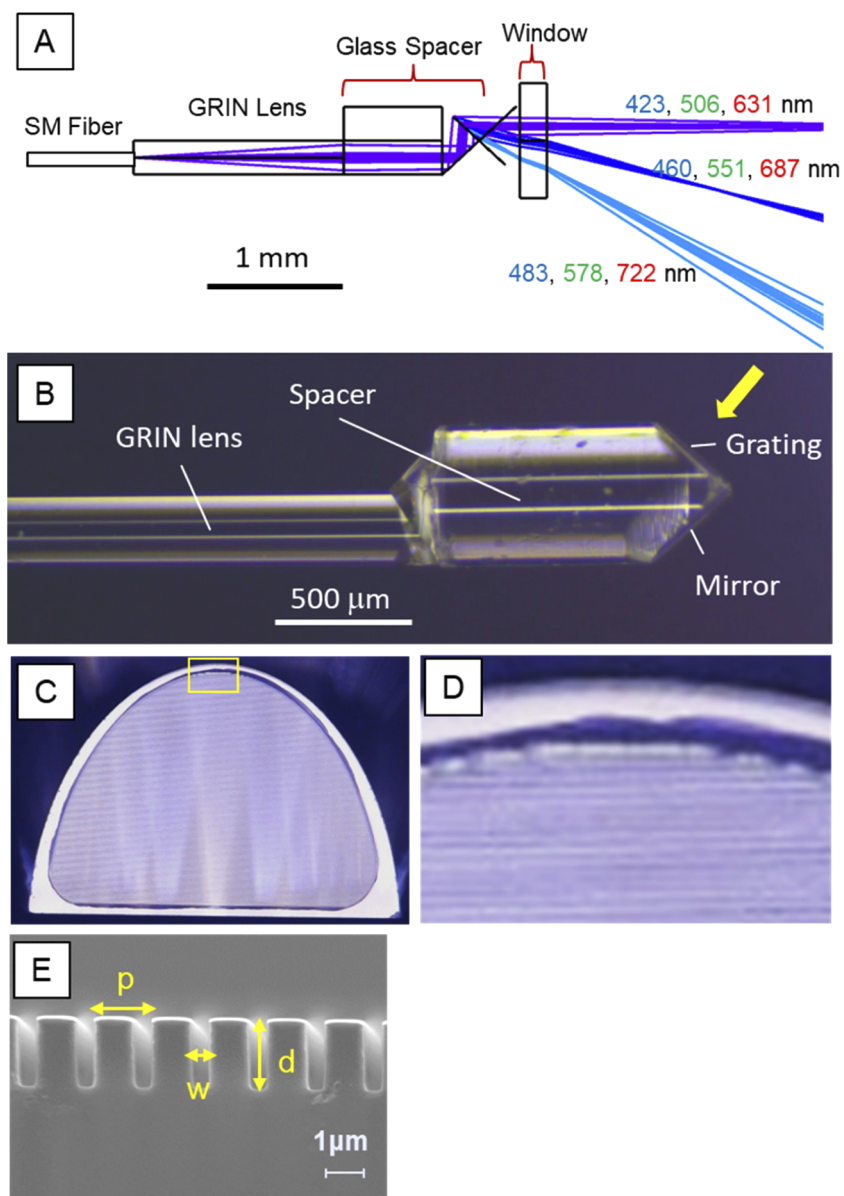 A
Glass Spacer
Window
GRIN Lens
SM Fiber
423, 506, 631 nm
460, 551, 687 nm
1 mm
483, 578, 722 nm
B
Spacer
GRIN lens
Grating
500 µm
Mirror
C
D
E
p
w
d
1µm